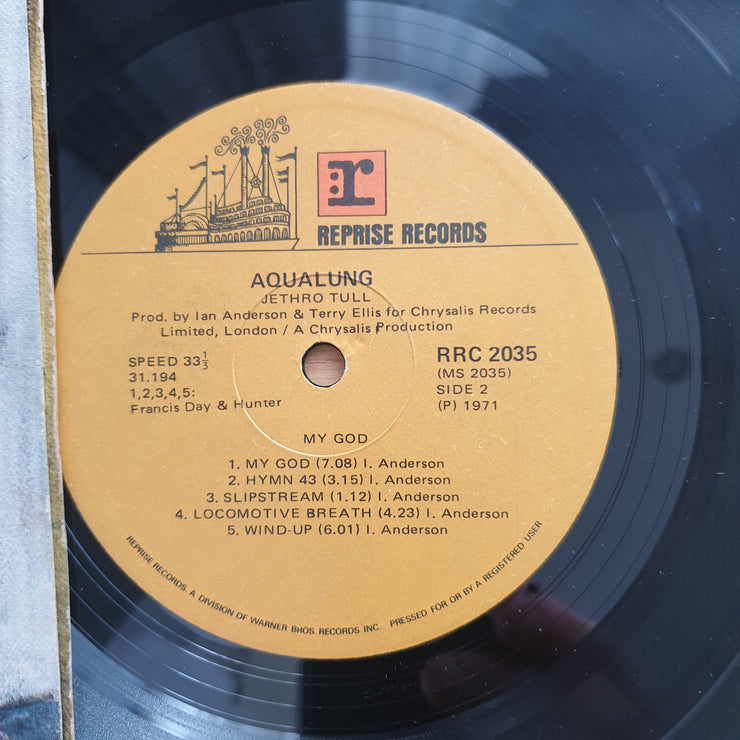 :r
REPRISE RECORDS
AQUALUNG
JETHRO TULL
Prod. by Ian Anderson & Terry Ellis for Chrysalis Records
Limited, London / A Chrysalis Production
SPEED 33⅓
31.194
1,2,3,4,5:
Francis Day & Hunter
RRC 2035
(MS 2035)
SIDE 2
(P) 1971
MY GOD
1. MY GOD (7.08) I. Anderson
2. HYMN 43 (3.15) I. Anderson
3. SLIPSTREAM (1.12) I. Anderson
4. LOCOMOTIVE BREATH (4.23) I. Anderson
5. WIND-UP (6.01) I. Anderson
REPRISE RECORDS, A DIVISION OF WARNER BROS. RECORDS INC. PRESSED FOR OR BY A REGISTERED USER